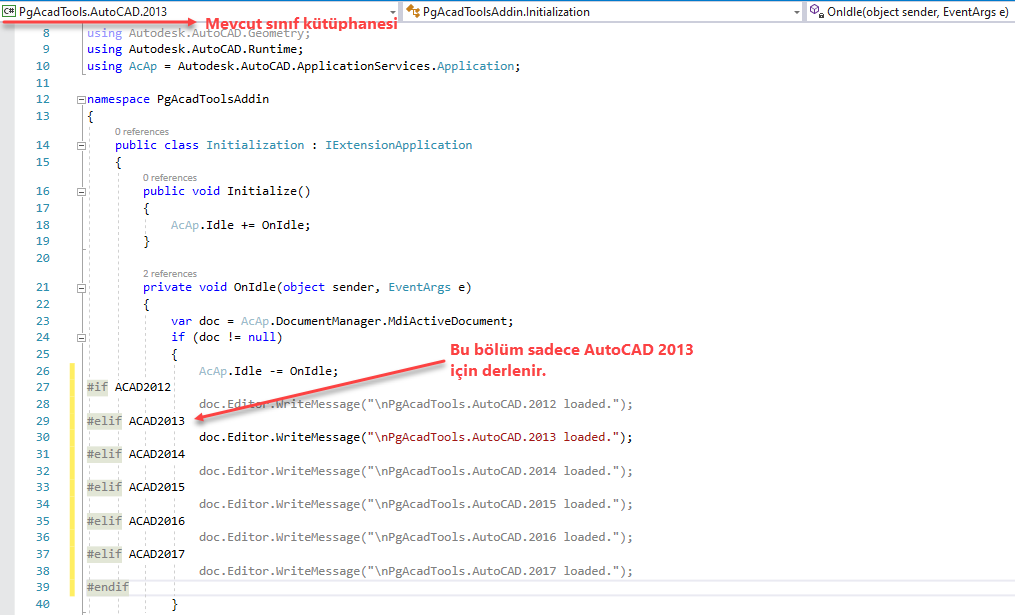 C# PgAcadTools.AutoCAD.2013
PgAcadToolsAddin.Initialization
OnIdle(object sender, EventArgs e)
Mevcut sınıf kütüphanesi
8 using Autodesk.AutoCAD.Geometry;
9 using Autodesk.AutoCAD.Runtime;
10 using AcAp = Autodesk.AutoCAD.ApplicationServices.Application;
11
12 namespace PgAcadToolsAddin
13 {
0 references
14 public class Initialization : IExtensionApplication
15 {
0 references
16 public void Initialize()
17 {
18 AcAp.Idle += OnIdle;
19 }
20
2 references
21 private void OnIdle(object sender, EventArgs e)
22 {
23 var doc = AcAp.DocumentManager.MdiActiveDocument;
24 if (doc != null)
25 {
Bu bölüm sadece AutoCAD 2013
için derlenir.
26 AcAp.Idle -= OnIdle;
27 #if ACAD2012
28 doc.Editor.WriteMessage("\nPgAcadTools.AutoCAD.2012 loaded.");
29 #elif ACAD2013
30 doc.Editor.WriteMessage("\nPgAcadTools.AutoCAD.2013 loaded.");
31 #elif ACAD2014
32 doc.Editor.WriteMessage("\nPgAcadTools.AutoCAD.2014 loaded.");
33 #elif ACAD2015
34 doc.Editor.WriteMessage("\nPgAcadTools.AutoCAD.2015 loaded.");
35 #elif ACAD2016
36 doc.Editor.WriteMessage("\nPgAcadTools.AutoCAD.2016 loaded.");
37 #elif ACAD2017
38 doc.Editor.WriteMessage("\nPgAcadTools.AutoCAD.2017 loaded.");
39 #endif
40 }